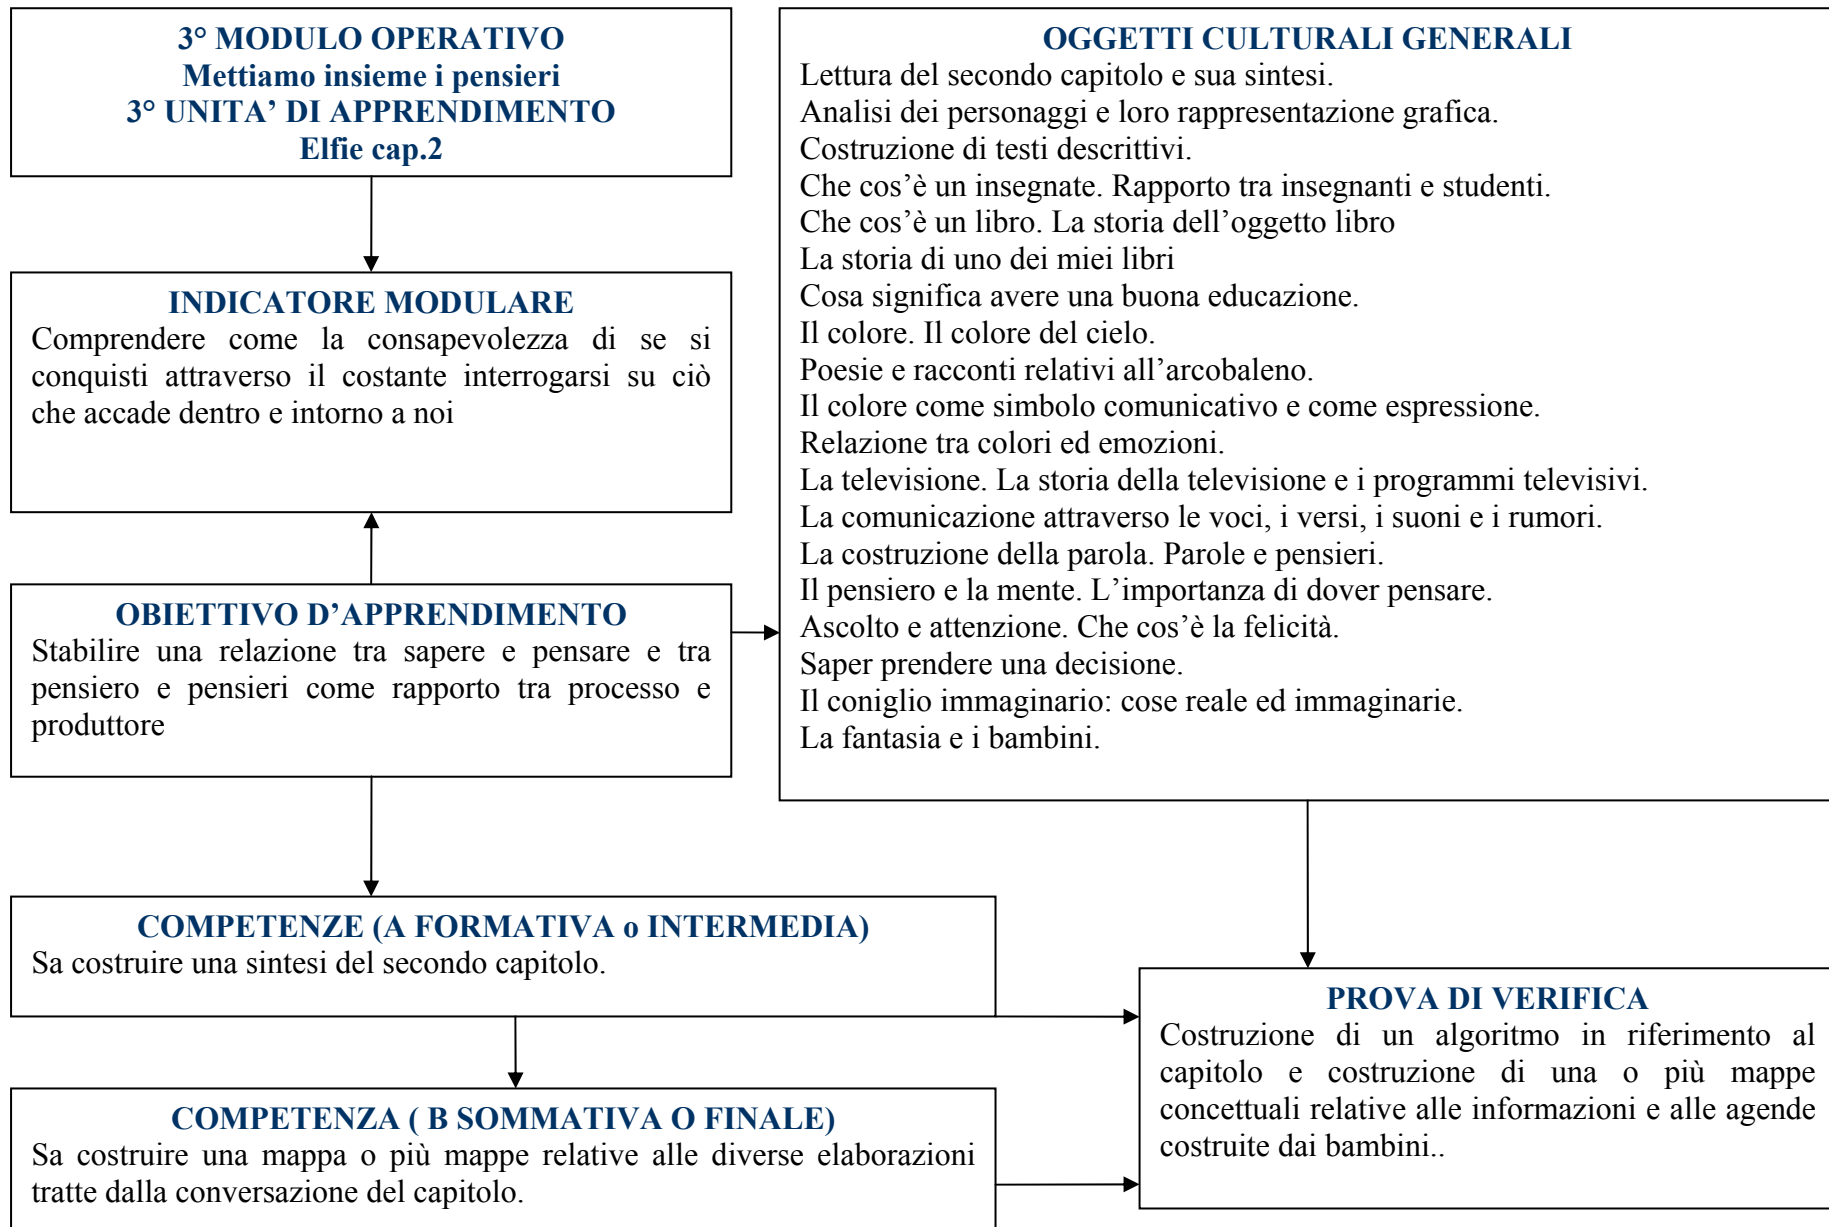 3° MODULO OPERATIVO
Mettiamo insieme i pensieri
3° UNITA’ DI APPRENDIMENTO
Elfie cap.2
INDICATORE MODULARE
Comprendere come la consapevolezza di se si
conquisti attraverso il costante interrogarsi su ciò
che accade dentro e intorno a noi
OBIETTIVO D’APPRENDIMENTO
Stabilire una relazione tra sapere e pensare e tra
pensiero e pensieri come rapporto tra processo e
produttore
OGGETTI CULTURALI GENERALI
Lettura del secondo capitolo e sua sintesi.
Analisi dei personaggi e loro rappresentazione grafica.
Costruzione di testi descrittivi.
Che cos’è un insegnate. Rapporto tra insegnanti e studenti.
Che cos’è un libro. La storia dell’oggetto libro
La storia di uno dei miei libri
Cosa significa avere una buona educazione.
Il colore. Il colore del cielo.
Poesie e racconti relativi all’arcobaleno.
Il colore come simbolo comunicativo e come espressione.
Relazione tra colori ed emozioni.
La televisione. La storia della televisione e i programmi televisivi.
La comunicazione attraverso le voci, i versi, i suoni e i rumori.
La costruzione della parola. Parole e pensieri.
Il pensiero e la mente. L’importanza di dover pensare.
Ascolto e attenzione. Che cos’è la felicità.
Saper prendere una decisione.
Il coniglio immaginario: cose reale ed immaginarie.
La fantasia e i bambini.
COMPETENZE (A FORMATIVA o INTERMEDIA)
Sa costruire una sintesi del secondo capitolo.
COMPETENZA ( B SOMMATIVA O FINALE)
Sa costruire una mappa o più mappe relative alle diverse elaborazioni
tratte dalla conversazione del capitolo.
PROVA DI VERIFICA
Costruzione di un algoritmo in riferimento al
capitolo e costruzione di una o più mappe
concettuali relative alle informazioni e alle agende
costruite dai bambini..